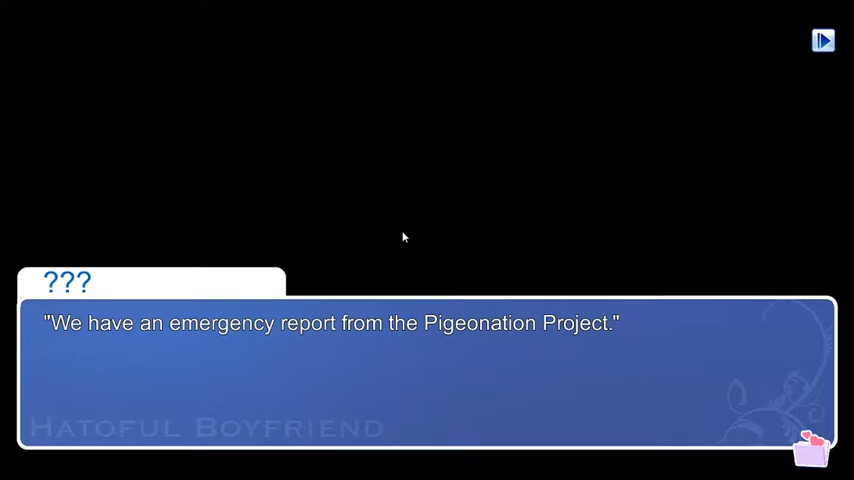 ???
"We have an emergency report from the Pigeonation Project."
HATOFUL BOYFRIEND